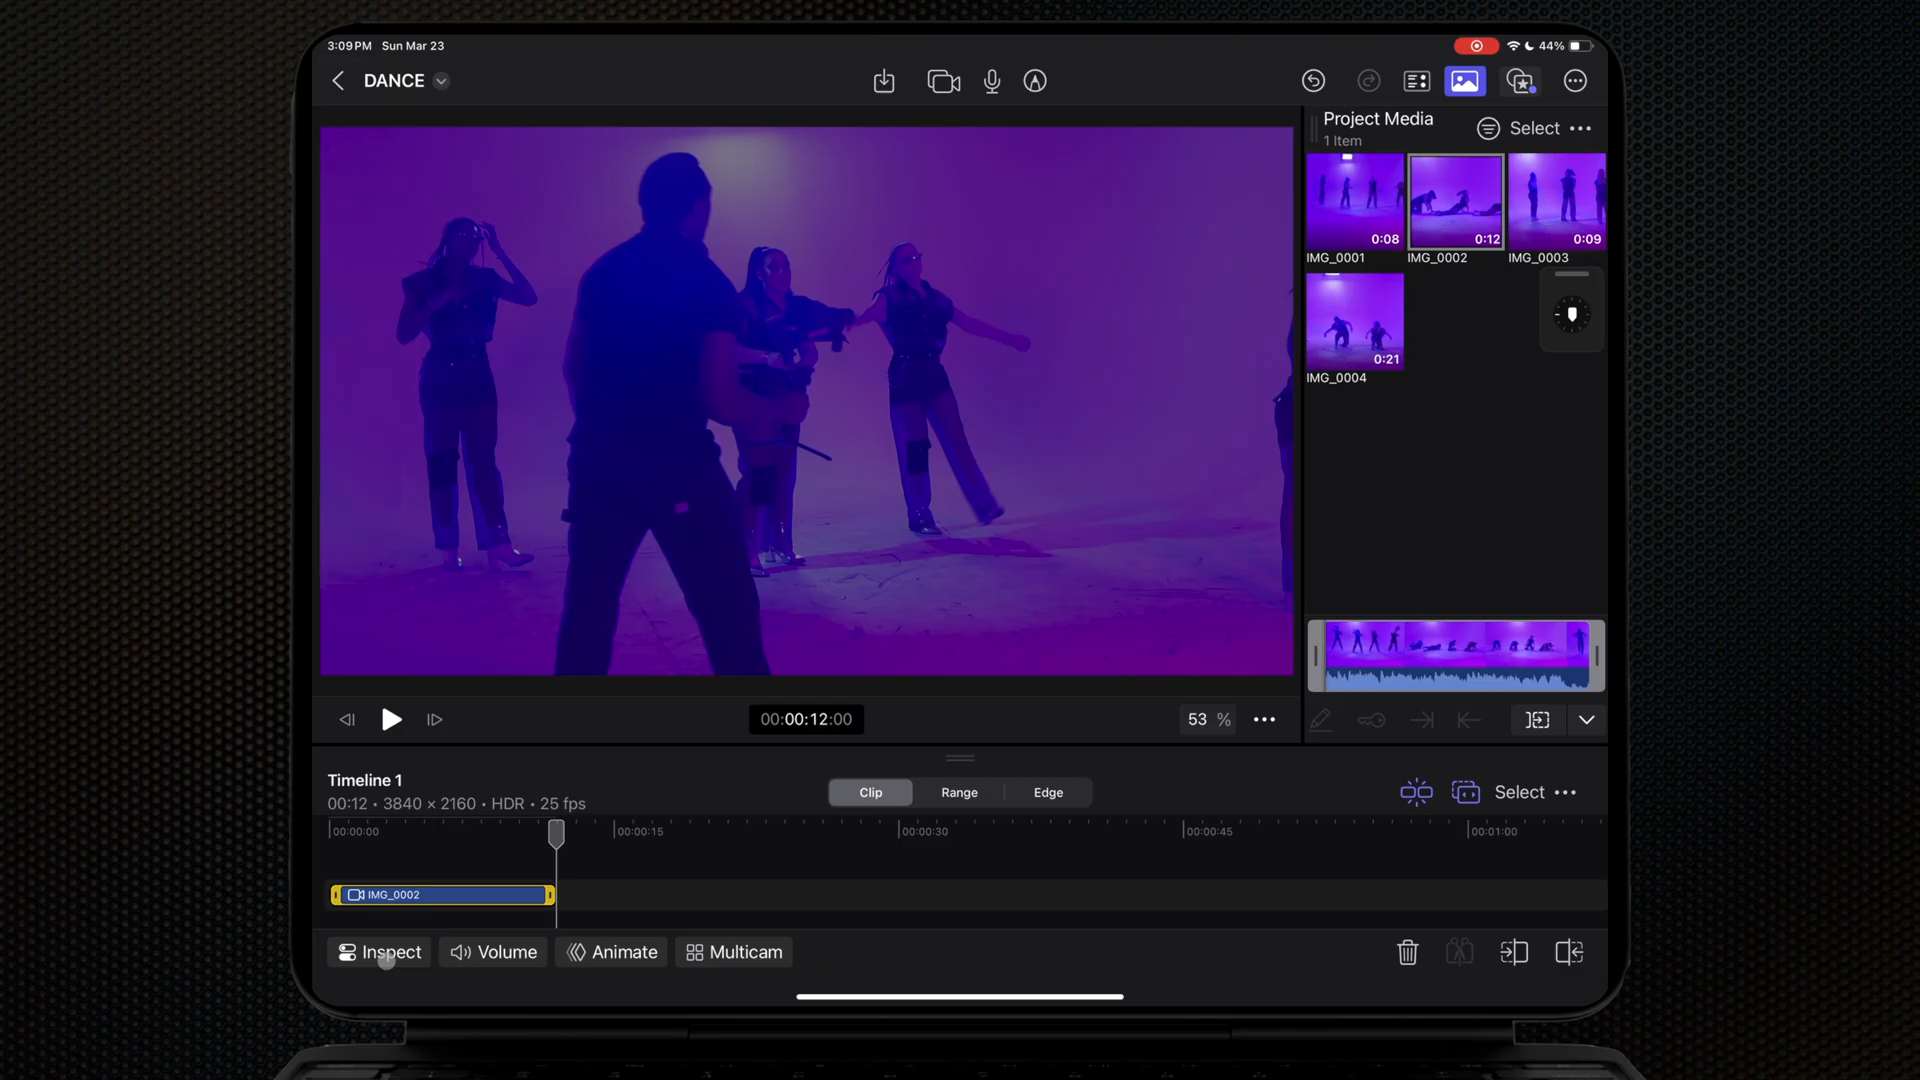 3:09 PM Sun Mar 23
44%
DANCE
Project Media
1 Item
Select
0:08
0:12
0:09
IMG_0001
IMG_0002
IMG_0003
0:21
IMG_0004
00:00:12:00
53 %
Timeline 1
00:12 • 3840 × 2160 • HDR • 25 fps
Clip
Range
Edge
Select
00:00:00
00:00:15
00:00:30
00:00:45
00:01:00
IMG_0002
Inspect
Volume
Animate
Multicam